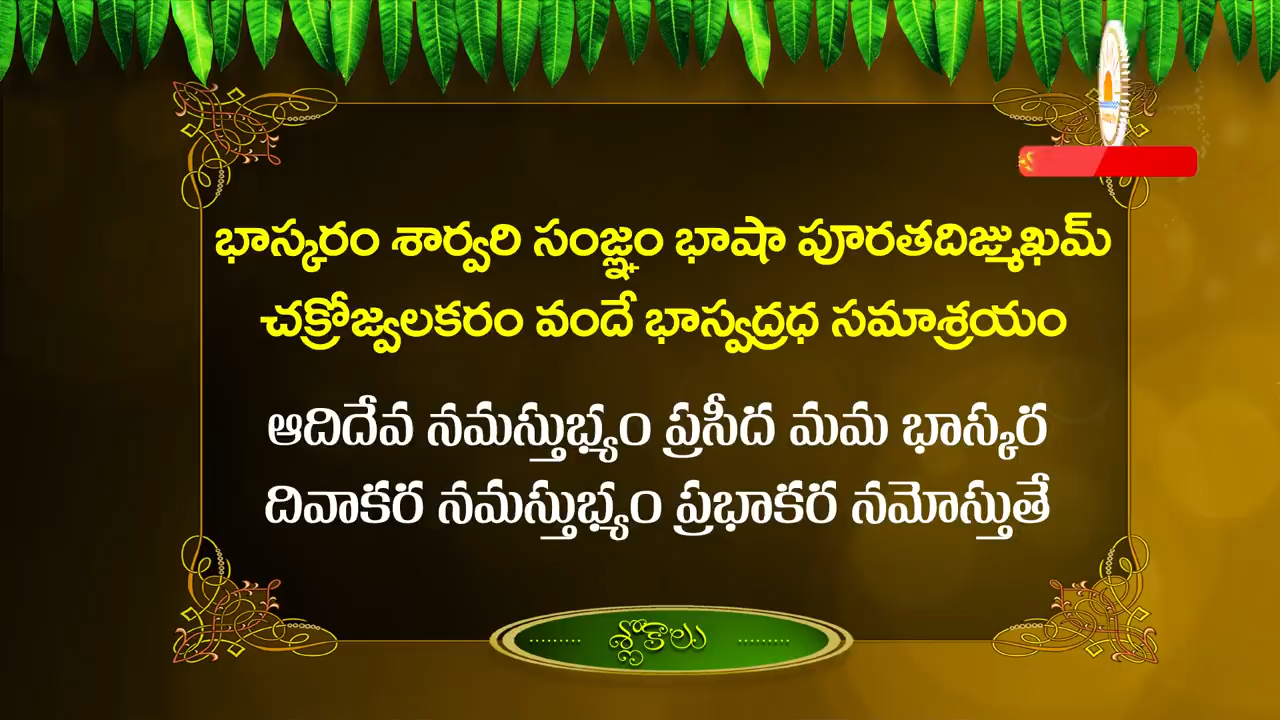 భాస్కరం శార్వరి సంజ్ఞం భాషా పూరతదిఙ్ముఖమ్
చక్రోజ్వలకరం వందే భాస్వద్రధ సమాశ్రయం
ఆదిదేవ నమస్తుభ్యం ప్రసీద మమ భాస్కర
దివాకర నమస్తుభ్యం ప్రభాకర నమోస్తుతే
శ్లోకాలు